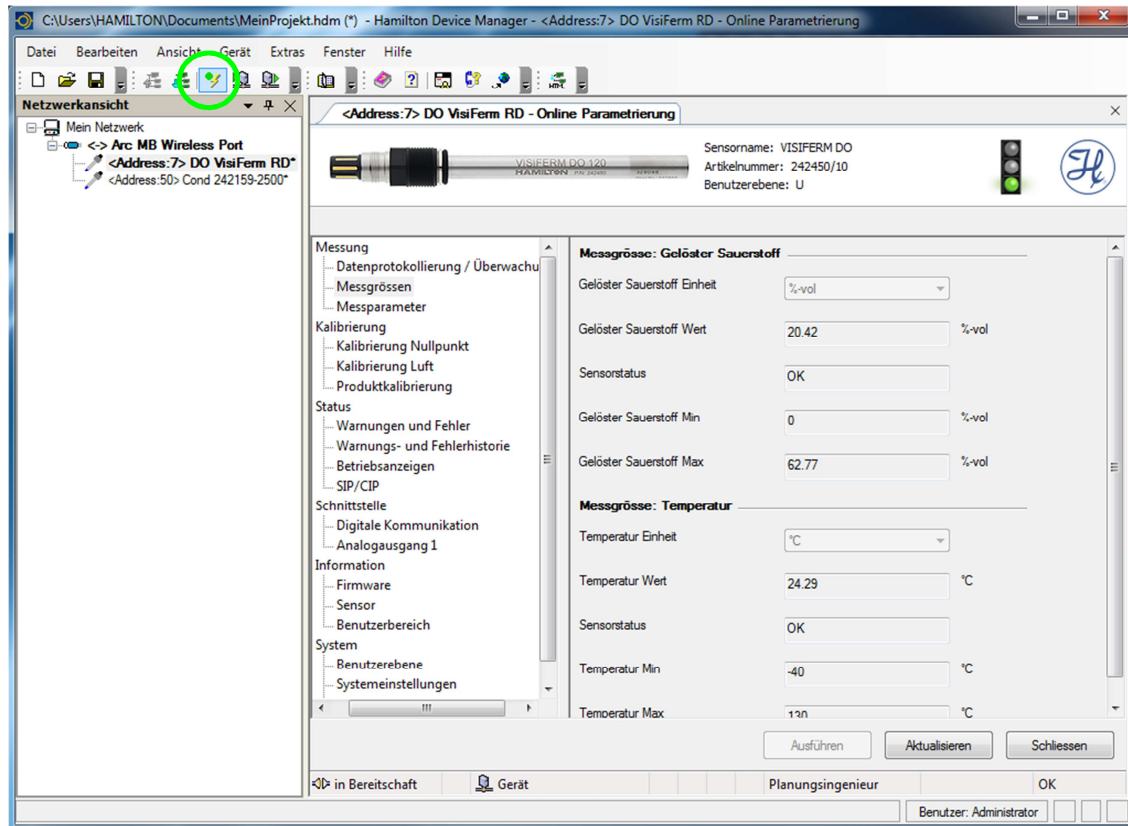 C:\Users\HAMILTON\Documents\MeinProjekt.hdm (*) - Hamilton Device Manager - <Address:7> DO VisiFerm RD - Online Parametrierung
Datei Bearbeiten Ansicht Gerät Extras Fenster Hilfe
Netzwerkansicht
Mein Netzwerk
<-> Arc MB Wireless Port
<Address:7> DO VisiFerm RD*
<Address:50> Cond 242159-2500*
<Address:7> DO VisiFerm RD - Online Parametrierung
VISIFERM DO 120
HAMILTON
Sensorname: VISIFERM DO
Artikelnummer: 242450/10
Benutzerebene: U
Messung
Datenprotokollierung / Überwachu
Messgrössen
Messparameter
Kalibrierung
Kalibrierung Nullpunkt
Kalibrierung Luft
Produktkalibrierung
Status
Warnungen und Fehler
Warnungs- und Fehlerhistorie
Betriebsanzeigen
SIP/CIP
Schnittstelle
Digitale Kommunikation
Analogausgang 1
Information
Firmware
Sensor
Benutzerbereich
System
Benutzerebene
Systemeinstellungen
Messgrösse: Gelöster Sauerstoff
Gelöster Sauerstoff Einheit %-vol
Gelöster Sauerstoff Wert 20.42 %-vol
Sensorstatus OK
Gelöster Sauerstoff Min 0 %-vol
Gelöster Sauerstoff Max 62.77 %-vol
Messgrösse: Temperatur
Temperatur Einheit °C
Temperatur Wert 24.29 °C
Sensorstatus OK
Temperatur Min -40 °C
Temperatur Max 130 °C
Ausführen Aktualisieren Schliessen
in Bereitschaft Gerät Planungsingenieur OK
Benutzer: Administrator